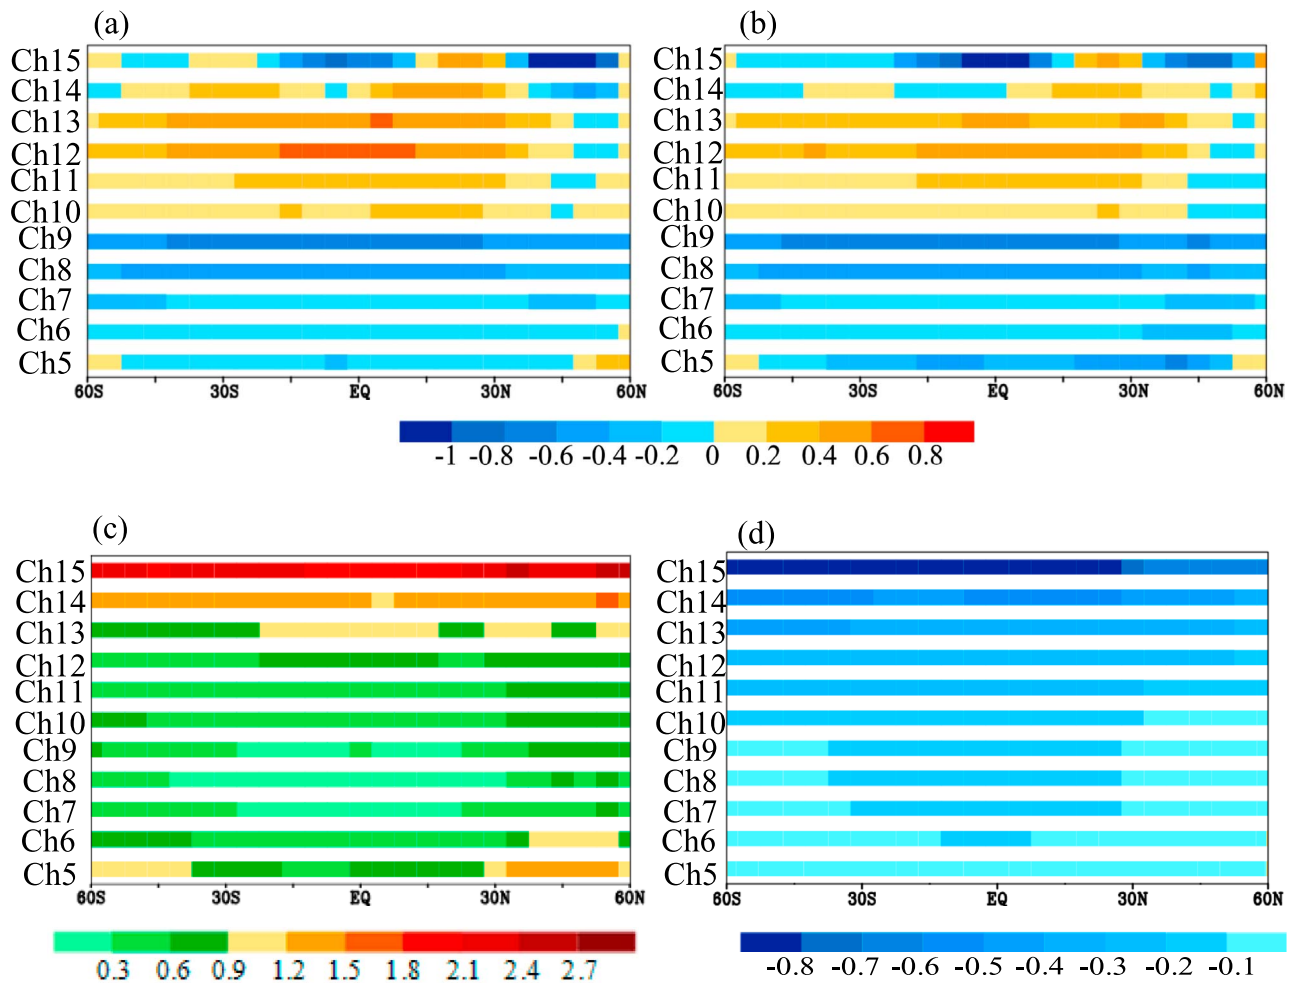 (a) (b)
Ch15 Ch15
Ch14 Ch14
Ch13 Ch13
Ch12 Ch12
Ch11 Ch11
Ch10 Ch10
Ch9 Ch9
Ch8 Ch8
Ch7 Ch7
Ch6 Ch6
Ch5 Ch5
60S 30S EQ 30N 60N 60S 30S EQ 30N 60N
-1 -0.8 -0.6 -0.4 -0.2 0 0.2 0.4 0.6 0.8
(c) (d)
Ch15 Ch15
Ch14 Ch14
Ch13 Ch13
Ch12 Ch12
Ch11 Ch11
Ch10 Ch10
Ch9 Ch9
Ch8 Ch8
Ch7 Ch7
Ch6 Ch6
Ch5 Ch5
60S 30S EQ 30N 60N 60S 30S EQ 30N 60N
0.3 0.6 0.9 1.2 1.5 1.8 2.1 2.4 2.7 -0.8 -0.7 -0.6 -0.5 -0.4 -0.3 -0.2 -0.1